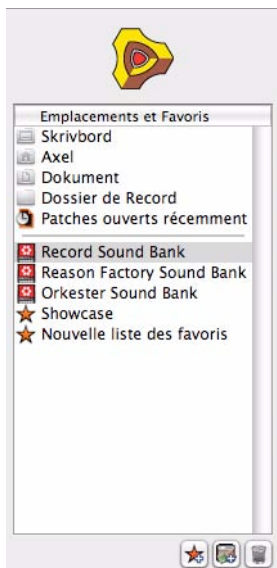 Emplacements et Favoris
Skrivbord
Axel
Dokument
Dossier de Record
Patches ouverts récemment
Record Sound Bank
Reason Factory Sound Bank
Orkester Sound Bank
Showcase
Nouvelle liste des favoris